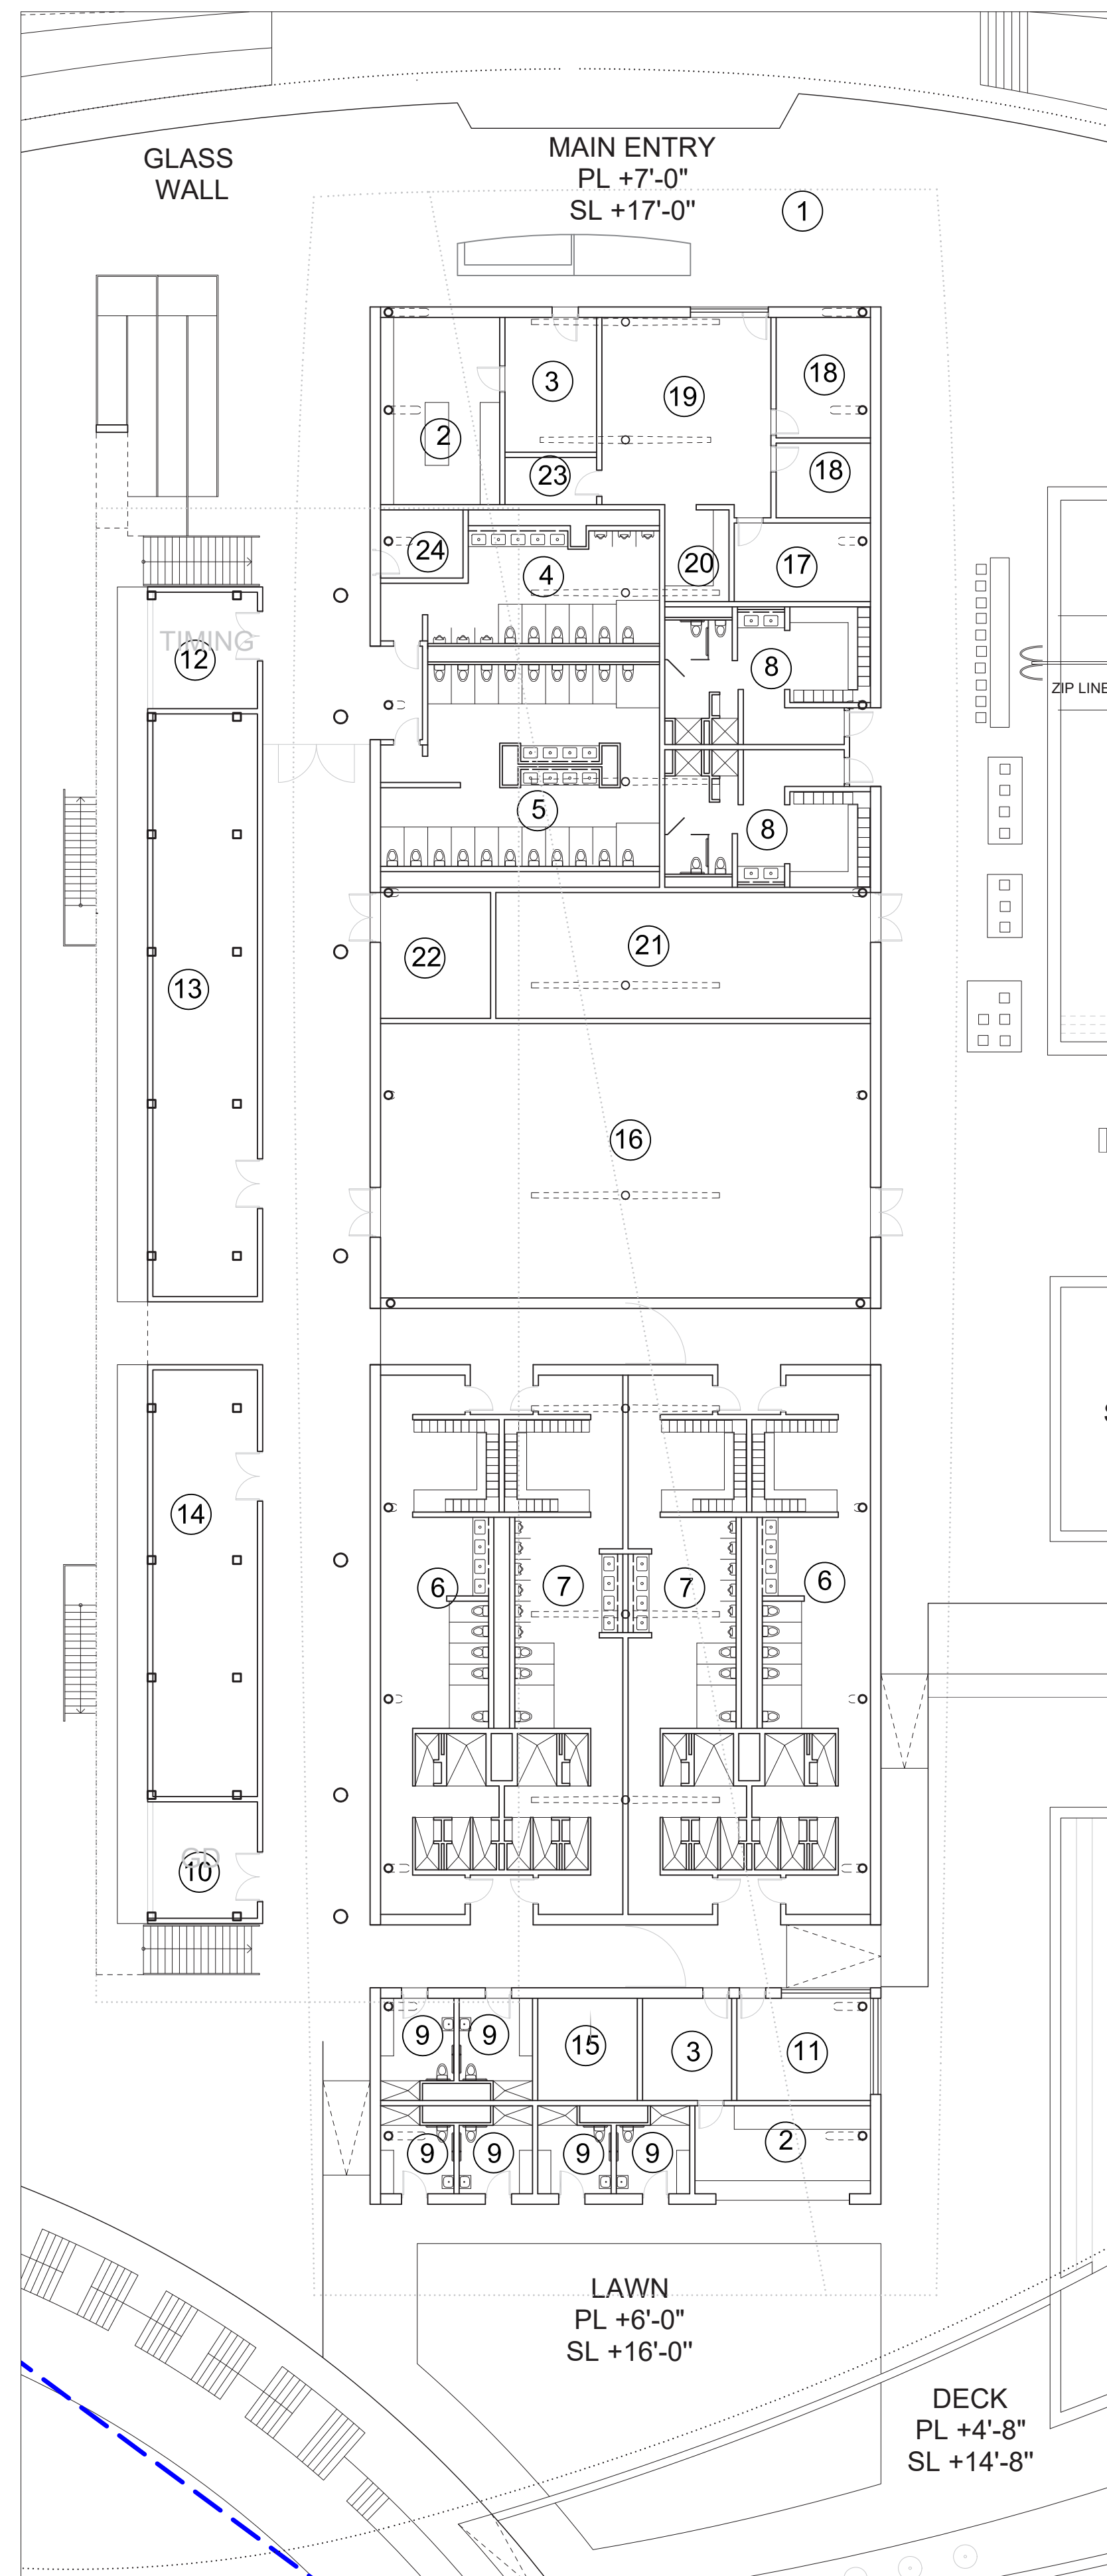 GLASS
WALL
MAIN ENTRY
PL +7'-0"
SL +17'-0"
1
2
3
19
18
23
18
24
4
20
17
TIMING
12
8
ZIP LINE
5
8
22
21
13
16
14
6
7
7
6
GD
10
9
9
15
3
11
9
9
9
9
2
LAWN
PL +6'-0"
SL +16'-0"
DECK
PL +4'-8"
SL +14'-8"